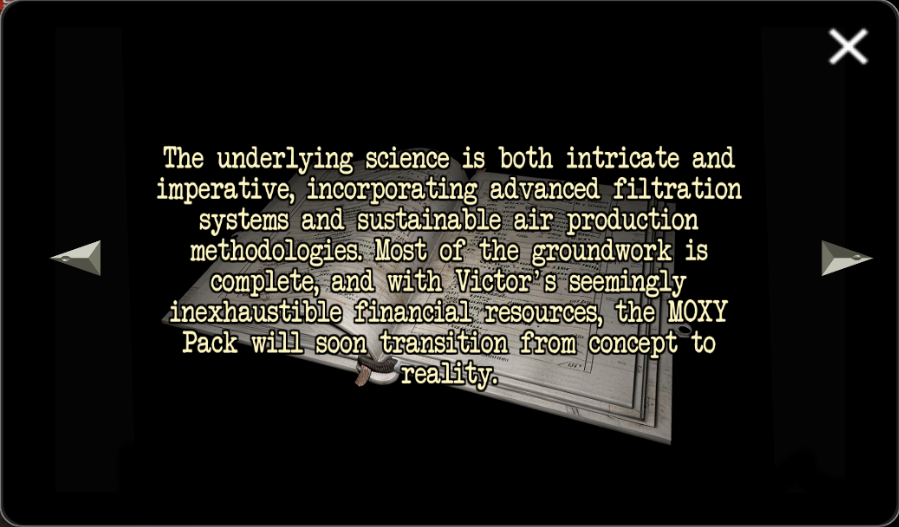 The underlying science is both intricate and
imperative, incorporating advanced filtration
systems and sustainable air production
methodologies. Most of the groundwork is
complete, and with Victor's seemingly
inexhaustible financial resources, the MOXY
Pack will soon transition from concept to
reality.